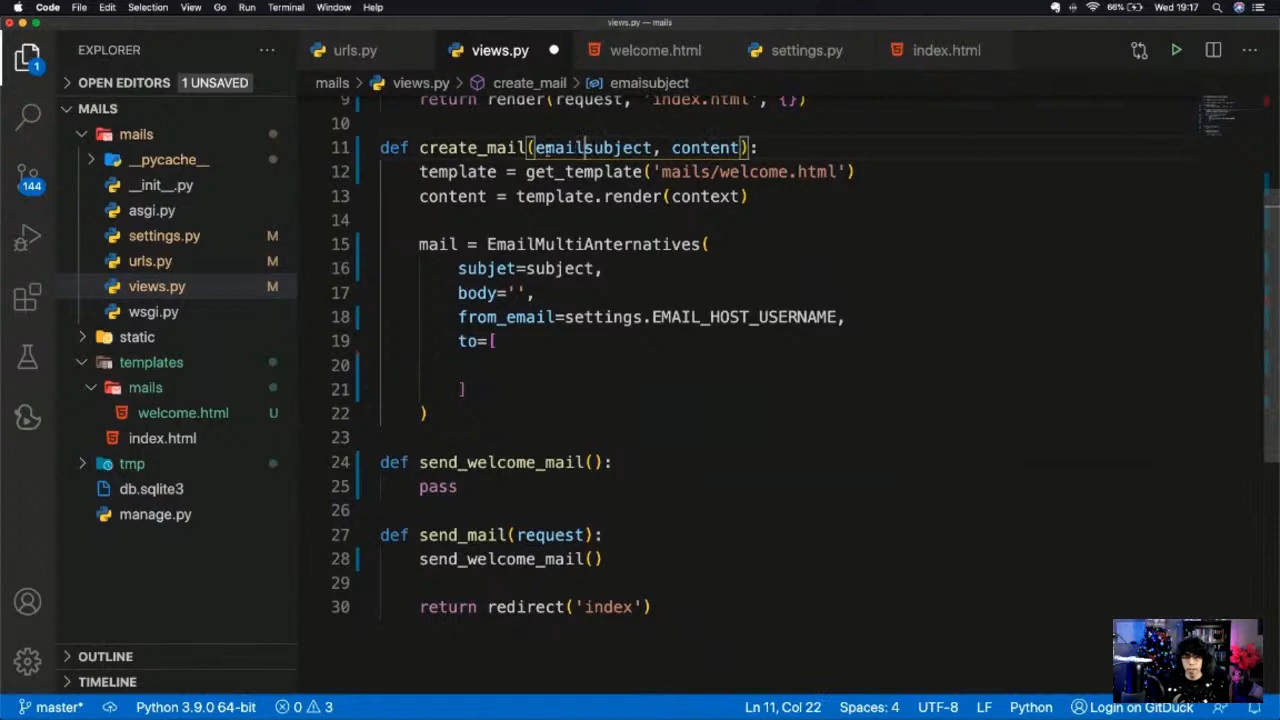 Code File Edit Selection View Go Run Terminal Window Help 66% Wed 19:17
views.py — mails
EXPLORER
urls.py views.py welcome.html settings.py index.html
OPEN EDITORS 1 UNSAVED
mails views.py create_mail emaisubject
MAILS
mails
__pycache__
__init__.py
asgi.py
settings.py M
urls.py
views.py M
wsgi.py
static
templates
mails
welcome.html U
index.html
tmp
db.sqlite3
manage.py
OUTLINE
TIMELINE
1
144
9 return render(request, 'index.html', {})
10
11 def create_mail(emailsubject, content):
12 template = get_template('mails/welcome.html')
13 content = template.render(context)
14
15 mail = EmailMultiAnternatives(
16 subjet=subject,
17 body='',
18 from_email=settings.EMAIL_HOST_USERNAME,
19 to=[
20
21 ]
22 )
23
24 def send_welcome_mail():
25 pass
26
27 def send_mail(request):
28 send_welcome_mail()
29
30 return redirect('index')
master* Python 3.9.0 64-bit 0 3 Ln 11, Col 22 Spaces: 4 UTF-8 LF Python Login on GitDuck